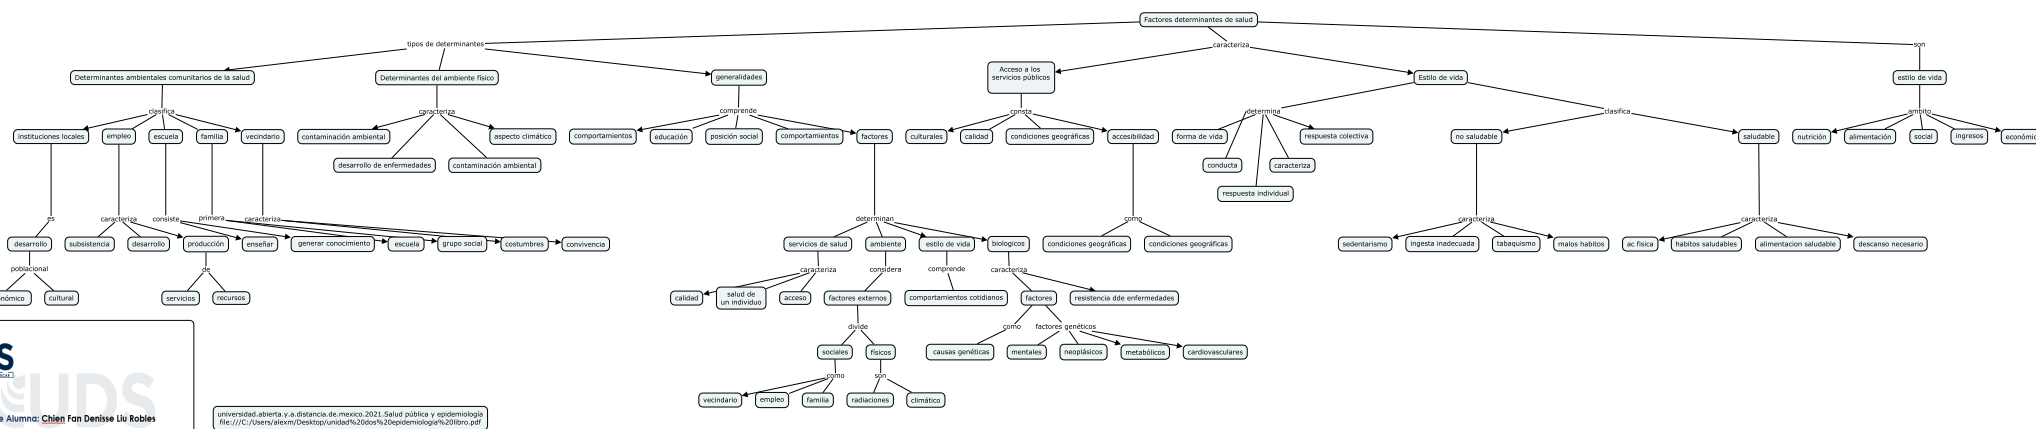 Factores determinantes de salud
tipos de determinantes
caracteriza
son
Determinantes ambientales comunitarios de la salud
Determinantes del ambiente físico
generalidades
Acceso a los
servicios públicos
Estilo de vida
estilo de vida
clasifica
caracteriza
comprende
consta
determina
clasifica
ambito
instituciones locales
empleo
escuela
familia
vecindario
contaminación ambiental
aspecto climático
comportamientos
educación
posición social
comportamientos
factores
culturales
calidad
condiciones geográficas
accesibilidad
forma de vida
respuesta colectiva
no saludable
saludable
nutrición
alimentación
social
ingresos
económic
desarrollo de enfermedades
contaminación ambiental
conducta
caracteriza
respuesta individual
es
caracteriza
consiste
primera
caracteriza
determinan
como
caracteriza
caracteriza
desarrollo
subsistencia
desarrollo
producción
enseñar
generar conocimiento
escuela
grupo social
costumbres
convivencia
servicios de salud
ambiente
estilo de vida
biologicos
condiciones geográficas
condiciones geográficas
sedentarismo
ingesta inadecuada
tabaquismo
malos habitos
ac fisica
habitos saludables
alimentacion saludable
descanso necesario
poblacional
de
caracteriza
considera
comprende
caracteriza
nómico
cultural
servicios
recursos
calidad
salud de
un individuo
acceso
factores externos
comportamientos cotidianos
factores
resistencia dde enfermedades
divide
como
factores genéticos
sociales
físicos
causas genéticas
mentales
neoplásicos
metabólicos
cardiovasculares
como
son
vecindario
empleo
familia
radiaciones
climático
S
UDS
e Alumna: Chien Fan Denisse Liu Robles
universidad.abierta.y.a.distancia.de.mexico.2021.Salud pública y epidemiología
file:///C:/Users/alexm/Desktop/unidad%20dos%20epidemiologia%20libro.pdf